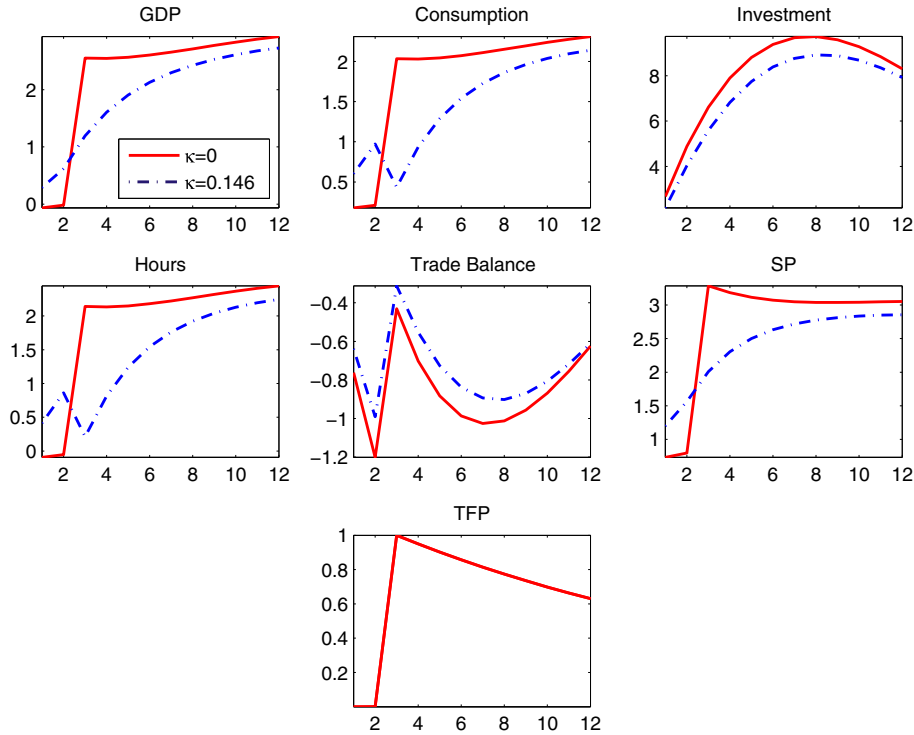 GDP
Consumption
Investment
2
1
0
2 4 6 8 10 12
κ=0
κ=0.146
2
1.5
1
0.5
2 4 6 8 10 12
8
6
4
2 4 6 8 10 12
Hours
Trade Balance
SP
2
1.5
1
0.5
0
2 4 6 8 10 12
−0.4
−0.6
−0.8
−1
−1.2
2 4 6 8 10 12
3
2.5
2
1.5
1
2 4 6 8 10 12
TFP
1
0.8
0.6
0.4
0.2
2 4 6 8 10 12